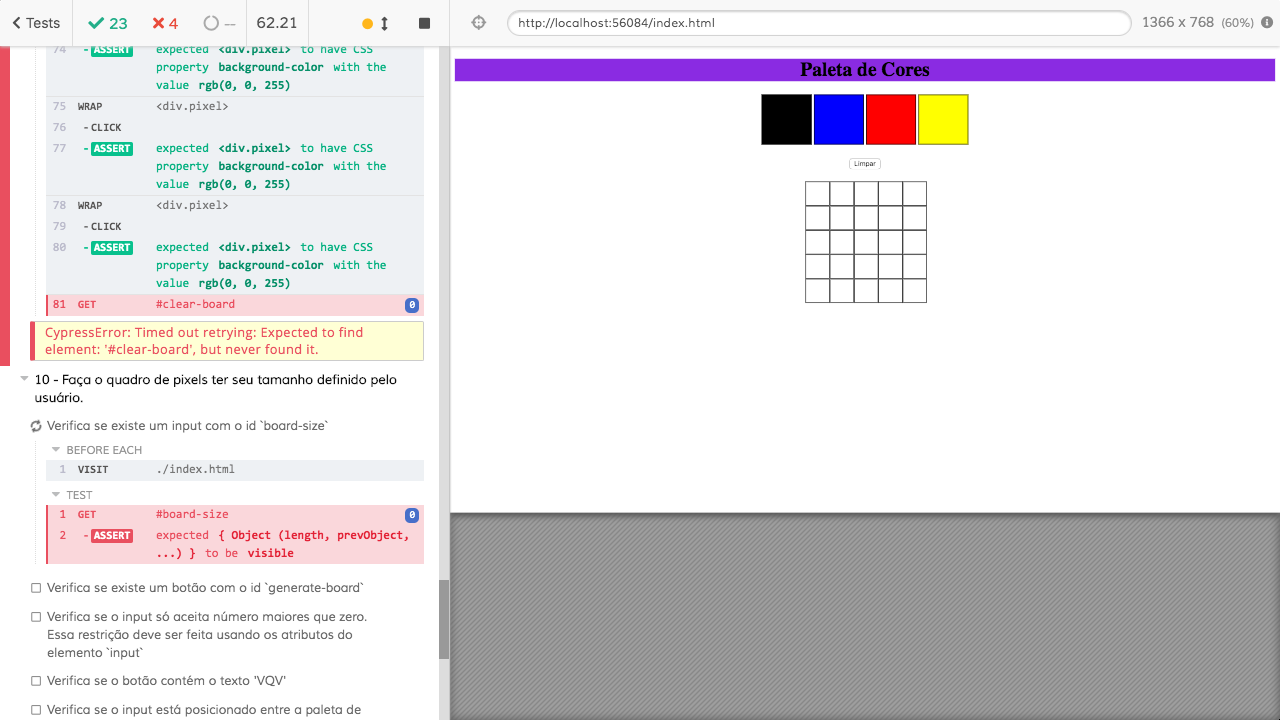 Tests
23
4
--
62.21
http://localhost:56084/index.html
1366 x 768 (60%)
74 -ASSERT expected <div.pixel> to have CSS
property background-color with the
value rgb(0, 0, 255)
75 WRAP <div.pixel>
76 -CLICK
77 -ASSERT expected <div.pixel> to have CSS
property background-color with the
value rgb(0, 0, 255)
78 WRAP <div.pixel>
79 -CLICK
80 -ASSERT expected <div.pixel> to have CSS
property background-color with the
value rgb(0, 0, 255)
81 GET #clear-board 0
CypressError: Timed out retrying: Expected to find
element: '#clear-board', but never found it.
10 - Faça o quadro de pixels ter seu tamanho definido pelo
usuário.
Verifica se existe um input com o id `board-size`
BEFORE EACH
1 VISIT ./index.html
TEST
1 GET #board-size 0
2 -ASSERT expected { Object (length, prevObject,
...) } to be visible
Verifica se existe um botão com o id `generate-board`
Verifica se o input só aceita número maiores que zero.
Essa restrição deve ser feita usando os atributos do
elemento `input`
Verifica se o botão contém o texto 'VQV'
Verifica se o input está posicionado entre a paleta de
Paleta de Cores
Limpar